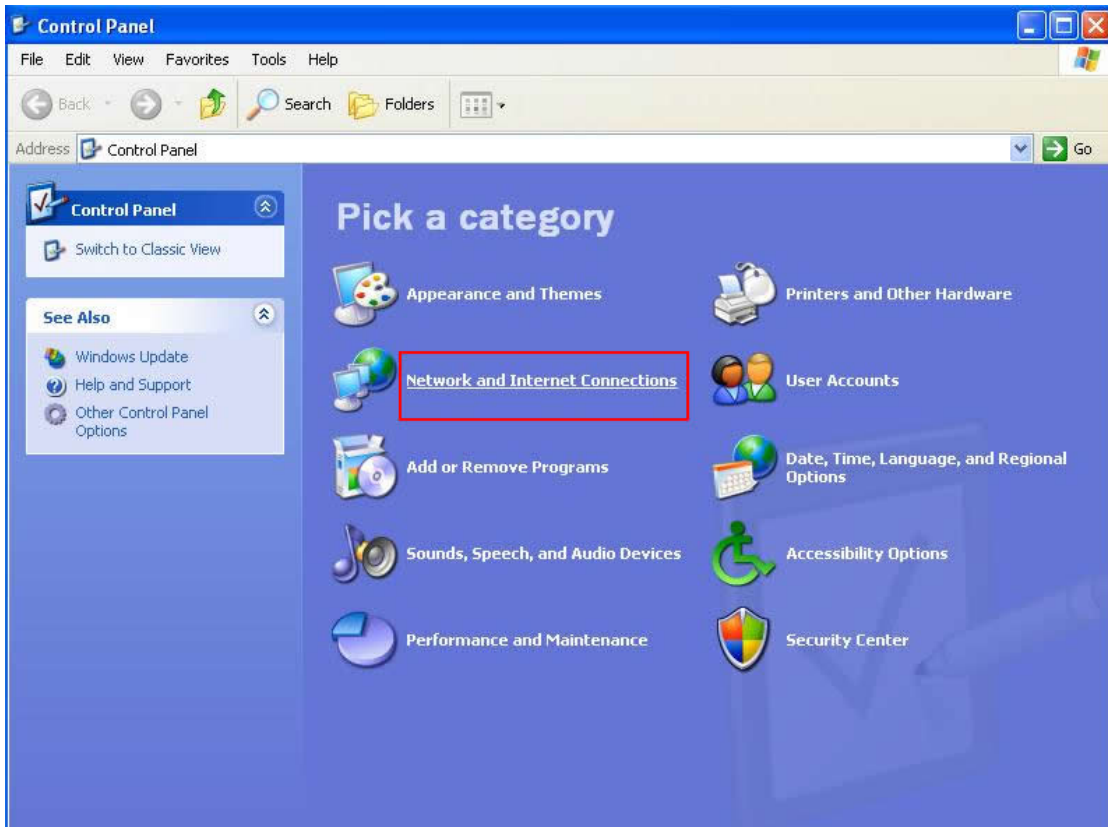 Control Panel
File Edit View Favorites Tools Help
Back Search Folders
Address Control Panel Go
Control Panel
Switch to Classic View
See Also
Windows Update
Help and Support
Other Control Panel
Options
Pick a category
Appearance and Themes
Printers and Other Hardware
Network and Internet Connections
User Accounts
Add or Remove Programs
Date, Time, Language, and Regional
Options
Sounds, Speech, and Audio Devices
Accessibility Options
Performance and Maintenance
Security Center